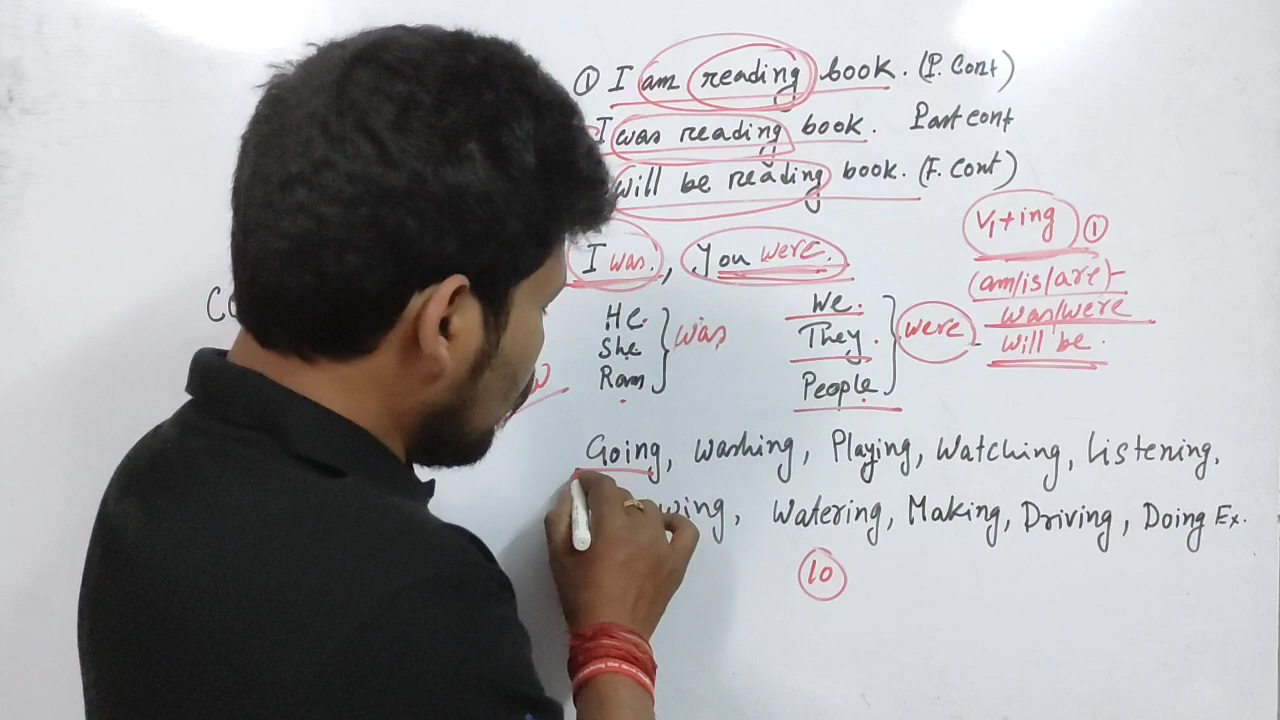 ① I am reading book. (P. Cont)
I was reading book. Past cont
will be reading book. (F. Cont)
V₁+ing ①
(am/is/are)-
was/were
will be.
I was., You were.
He.
She
Ram
was
We.
They.
People.
were -
Going, Washing, Playing, Watching, Listening,
wing, Watering, Making, Driving, Doing Ex.
10